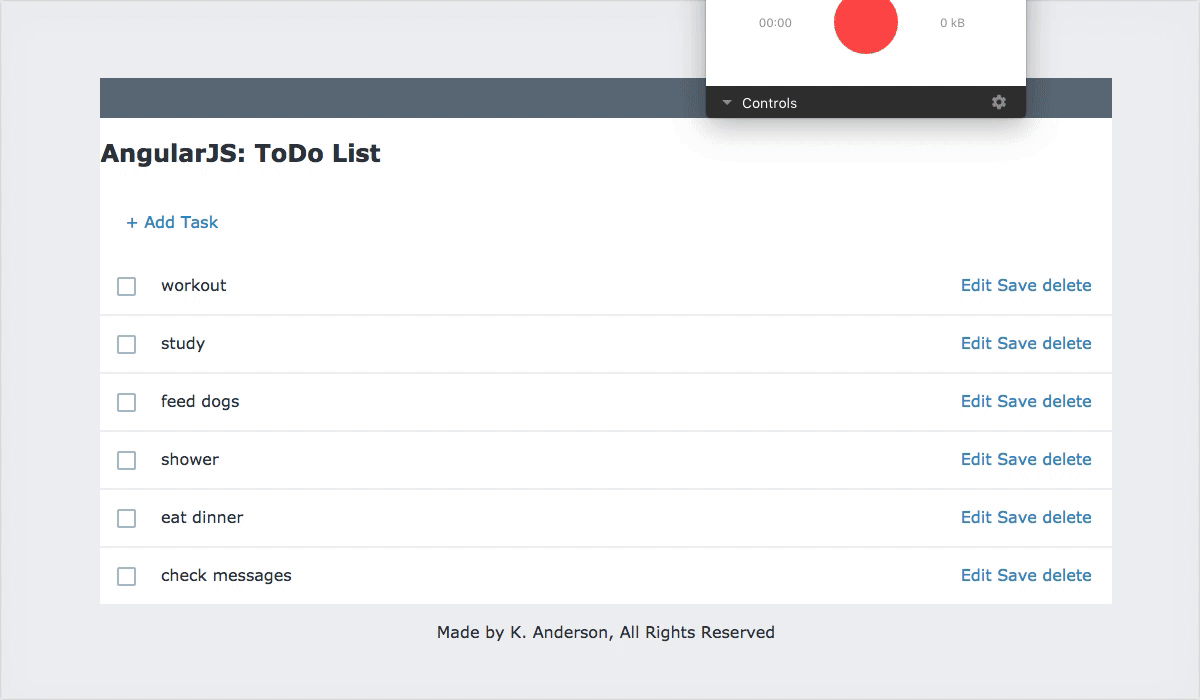 00:00 0 kB
Controls
AngularJS: ToDo List
+ Add Task
workout Edit Save delete
study Edit Save delete
feed dogs Edit Save delete
shower Edit Save delete
eat dinner Edit Save delete
check messages Edit Save delete
Made by K. Anderson, All Rights Reserved